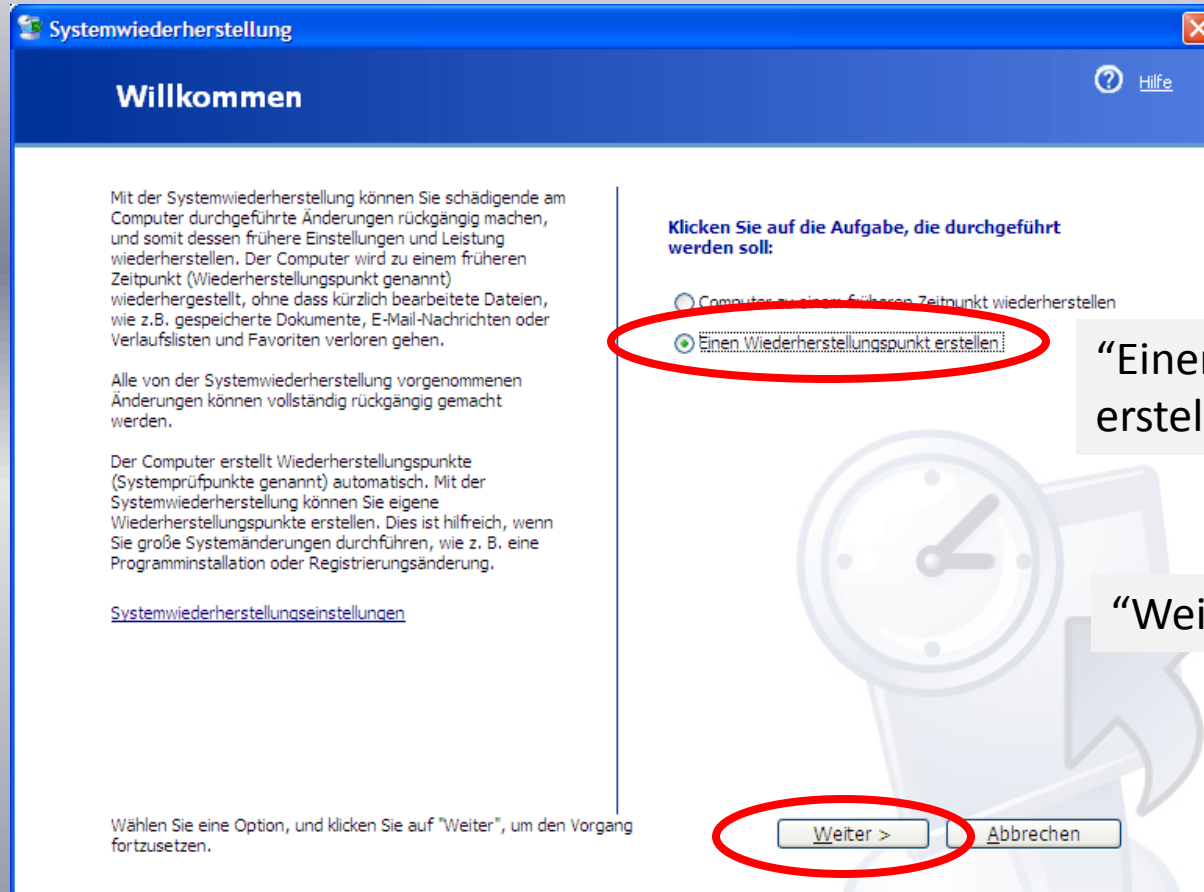 Systemwiederherstellung
Willkommen
Hilfe
Mit der Systemwiederherstellung können Sie schädigende am
Computer durchgeführte Änderungen rückgängig machen,
und somit dessen frühere Einstellungen und Leistung
wiederherstellen. Der Computer wird zu einem früheren
Zeitpunkt (Wiederherstellungspunkt genannt)
wiederhergestellt, ohne dass kürzlich bearbeitete Dateien,
wie z.B. gespeicherte Dokumente, E-Mail-Nachrichten oder
Verlaufslisten und Favoriten verloren gehen.
Alle von der Systemwiederherstellung vorgenommenen
Änderungen können vollständig rückgängig gemacht
werden.
Der Computer erstellt Wiederherstellungspunkte
(Systemprüfpunkte genannt) automatisch. Mit der
Systemwiederherstellung können Sie eigene
Wiederherstellungspunkte erstellen. Dies ist hilfreich, wenn
Sie große Systemänderungen durchführen, wie z. B. eine
Programminstallation oder Registrierungsänderung.
Systemwiederherstellungseinstellungen
Klicken Sie auf die Aufgabe, die durchgeführt
werden soll:
Computer zu einem früheren Zeitpunkt wiederherstellen
Einen Wiederherstellungspunkt erstellen
Wählen Sie eine Option, und klicken Sie auf "Weiter", um den Vorgang
fortzusetzen.
Weiter >
Abbrechen